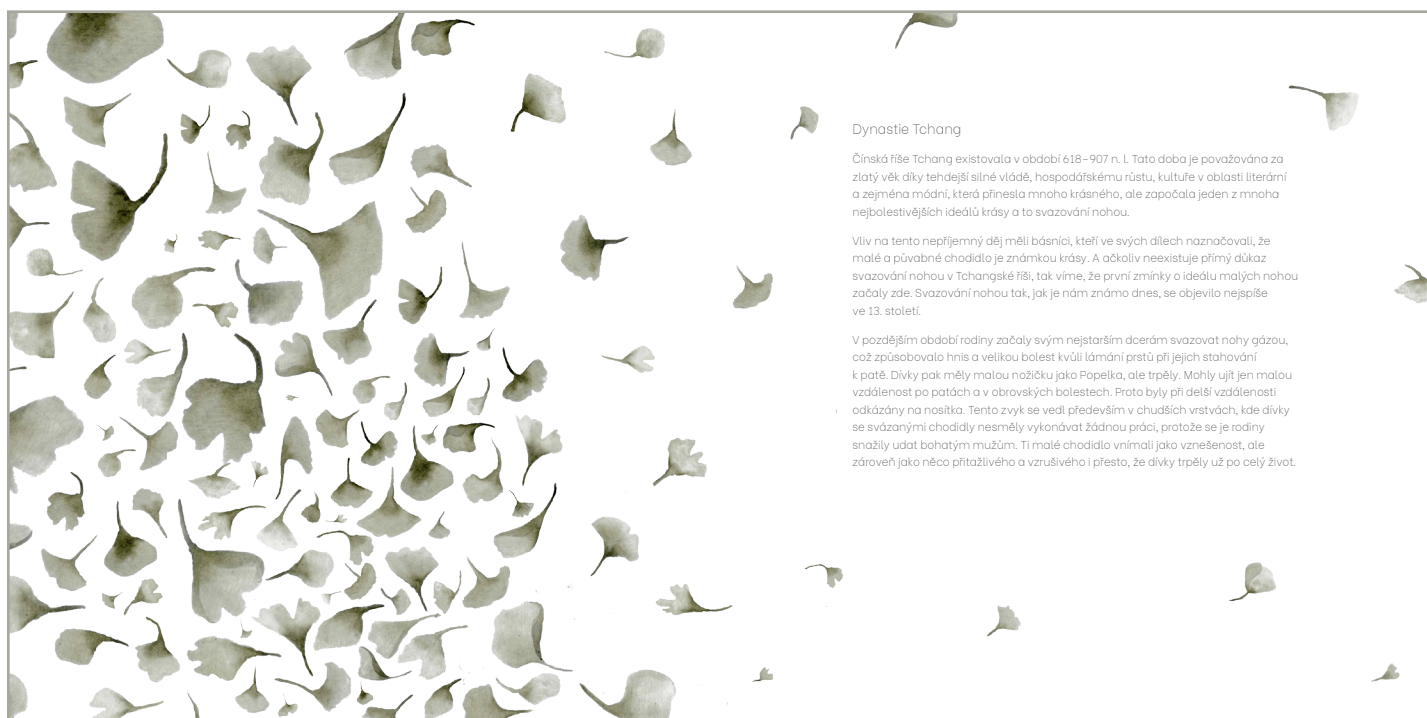 Dynastie Tchang
Čínská říše Tchang existovala v období 618–907 n. l. Tato doba je považována za
zlatý věk díky tehdejší silné vládě, hospodářskému růstu, kultuře v oblasti literární
a zejména módní, která přinesla mnoho krásného, ale započala jeden z mnoha
nejbolestivějších ideálů krásy a to svazování nohou.
Vliv na tento nepříjemný děj měli básníci, kteří ve svých dílech naznačovali, že
malé a půvabné chodidlo je známkou krásy. A ačkoliv neexistuje přímý důkaz
svazování nohou v Tchangské říši, tak víme, že první zmínky o ideálu malých nohou
začaly zde. Svazování nohou tak, jak je nám známo dnes, se objevilo nejspíše
ve 13. století.
V pozdějším období rodiny začaly svým nejstarším dcerám svazovat nohy gázou,
což způsobovalo hnis a velikou bolest kvůli lámání prstů při jejich stahování
k patě. Dívky pak měly malou nožičku jako Popelka, ale trpěly. Mohly ujít jen malou
vzdálenost po patách a v obrovských bolestech. Proto byly při delší vzdálenosti
odkázány na nosítka. Tento zvyk se vedl především v chudších vrstvách, kde dívky
se svázanými chodidly nesměly vykonávat žádnou práci, protože se je rodiny
snažily udat bohatým mužům. Ti malé chodidlo vnímali jako vznešenost, ale
zároveň jako něco přitažlivého a vzrušivého i přesto, že dívky trpěly už po celý život.